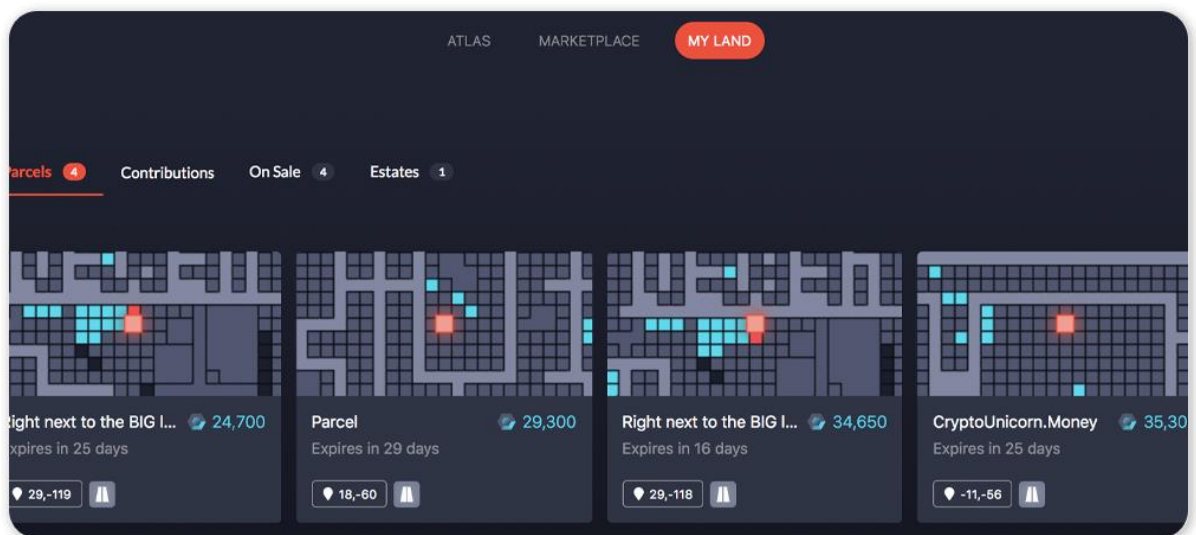 ATLAS MARKETPLACE MY LAND
arcels 4 Contributions On Sale 4 Estates 1
ight next to the BIG l... 24,700
xpires in 25 days
29,-119
Parcel 29,300
Expires in 29 days
18,-60
Right next to the BIG l... 34,650
Expires in 16 days
29,-118
CryptoUnicorn.Money 35,30
Expires in 25 days
-11,-56